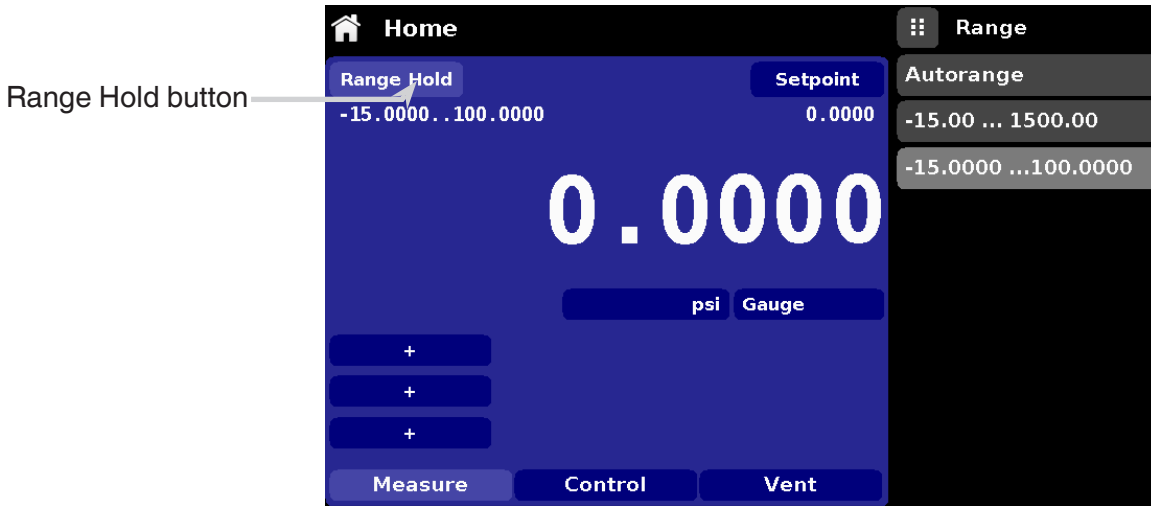 Range Hold button
Home
Range Hold
Setpoint
-15.0000..100.0000
0.0000
0.0000
psi
Gauge
+
+
+
Measure
Control
Vent
Range
Autorange
-15.00 ... 1500.00
-15.0000 ...100.0000